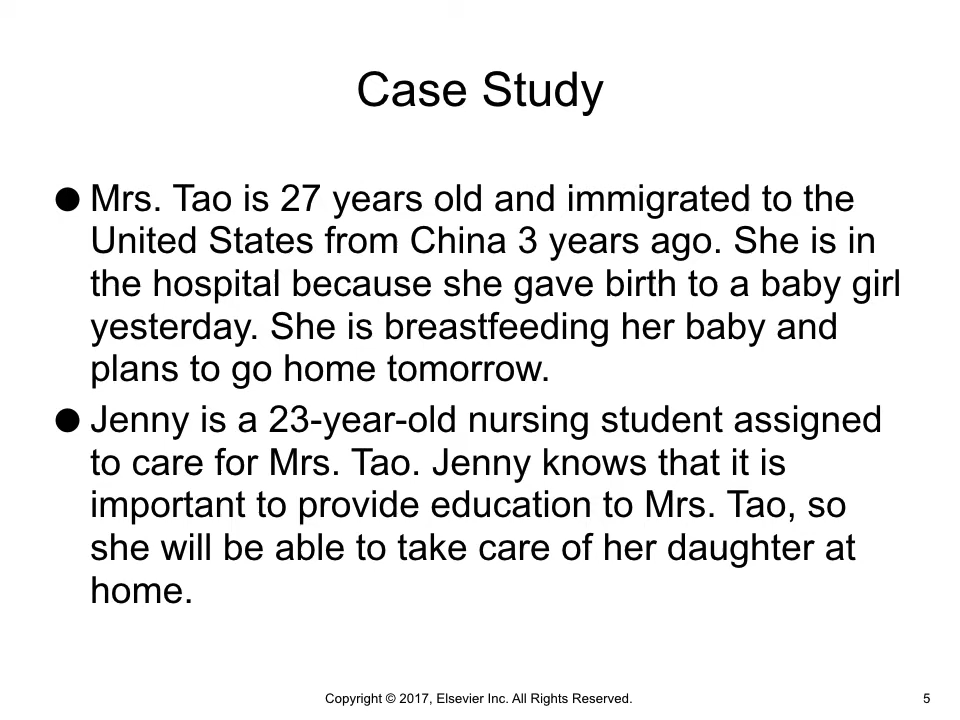 Case Study
● Mrs. Tao is 27 years old and immigrated to the
United States from China 3 years ago. She is in
the hospital because she gave birth to a baby girl
yesterday. She is breastfeeding her baby and
plans to go home tomorrow.
● Jenny is a 23-year-old nursing student assigned
to care for Mrs. Tao. Jenny knows that it is
important to provide education to Mrs. Tao, so
she will be able to take care of her daughter at
home.
Copyright © 2017, Elsevier Inc. All Rights Reserved.
5